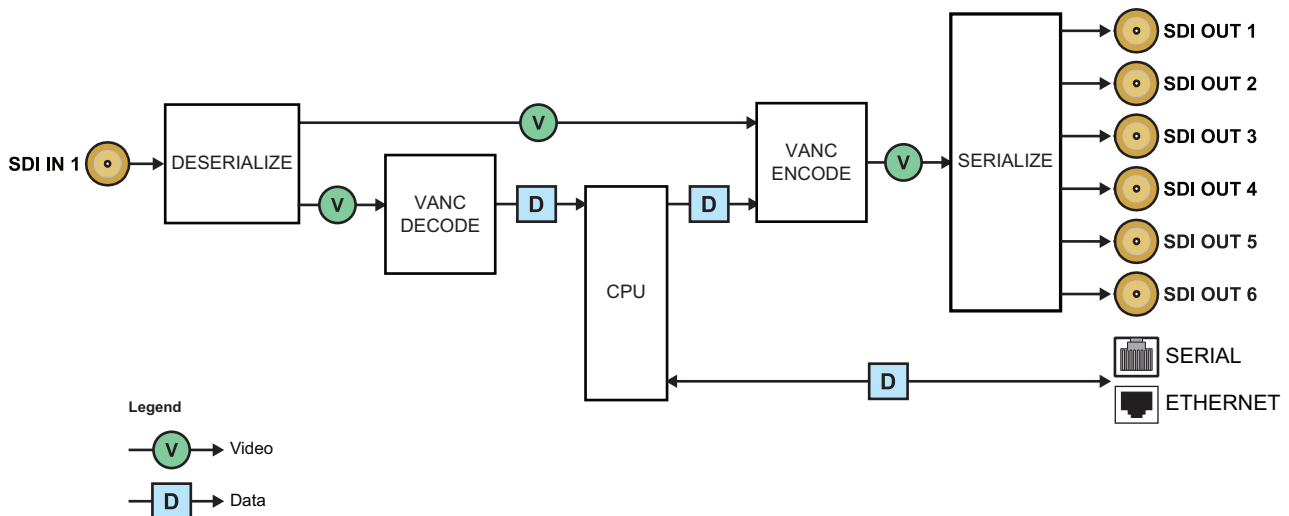 SDI IN 1
DESERIALIZE
V
V
VANC
DECODE
D
CPU
D
VANC
ENCODE
V
SERIALIZE
SDI OUT 1
SDI OUT 2
SDI OUT 3
SDI OUT 4
SDI OUT 5
SDI OUT 6
D
SERIAL
ETHERNET
Legend
V Video
D Data